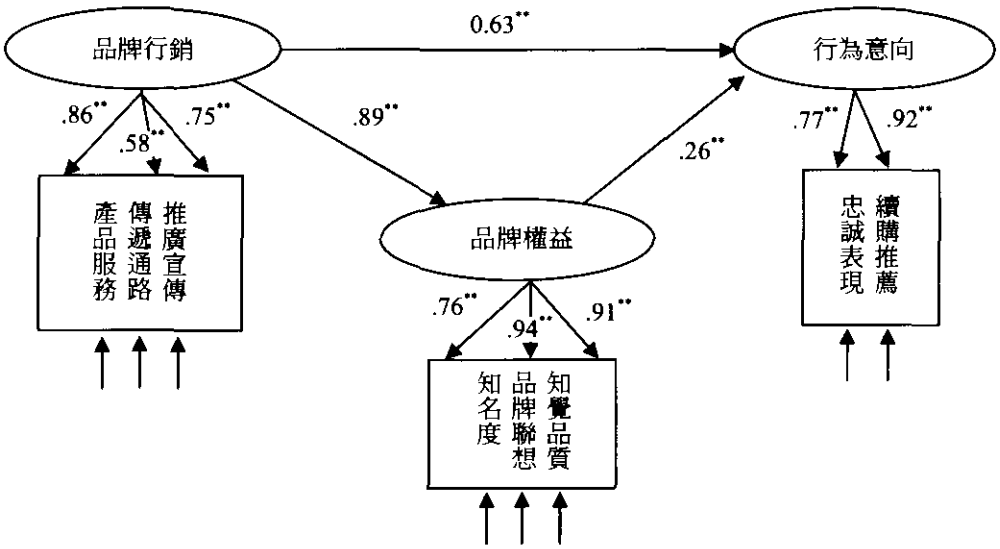 品牌行銷
0.63**
行為意向
.86**
.58**
.75**
.89**
.26**
.77**
.92**
產品服務
傳遞通路
推廣宣傳
品牌權益
忠誠表現
續購推薦
.76**
.94**
.91**
知名度
品牌聯想
知覺品質